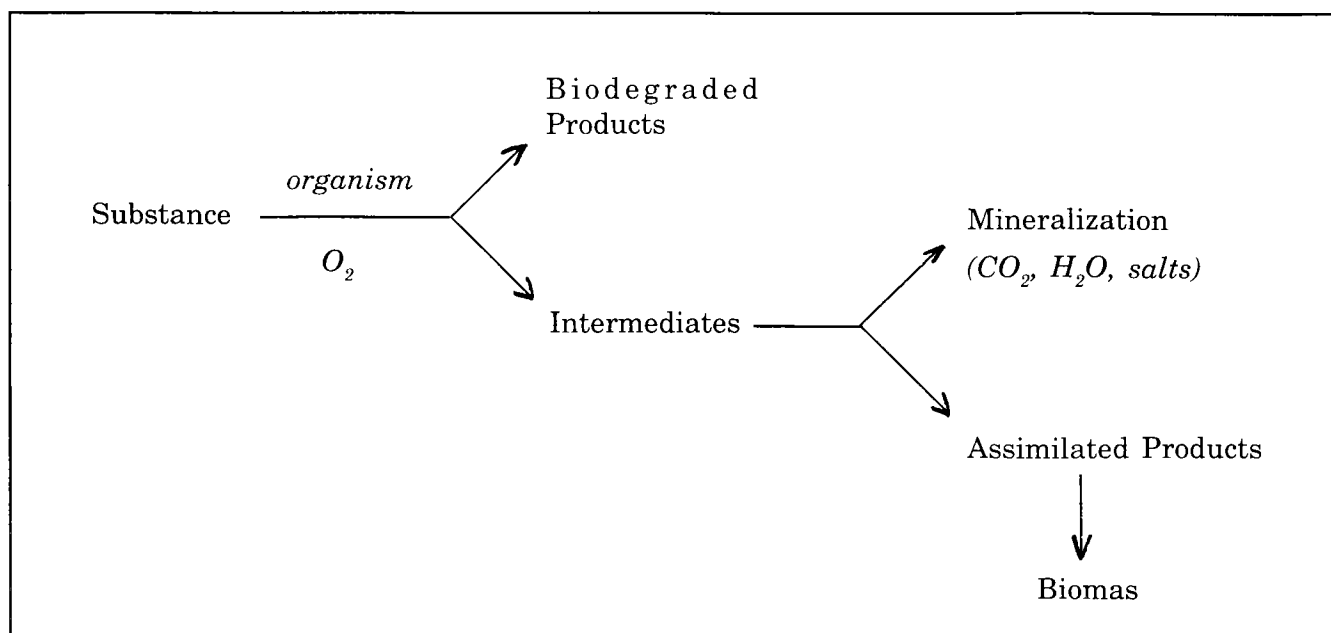 Biodegraded
Products
organism
Substance
O₂
Mineralization
(CO₂, H₂O, salts)
Intermediates
Assimilated Products
Biomas